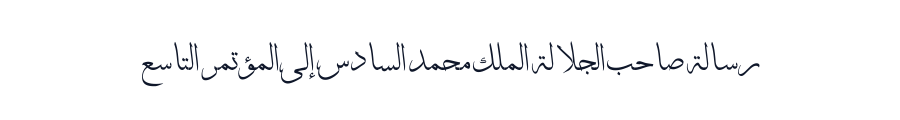 رسالة صاحب الجلالة الملك محمد السادس إلى المؤتمر التاسع